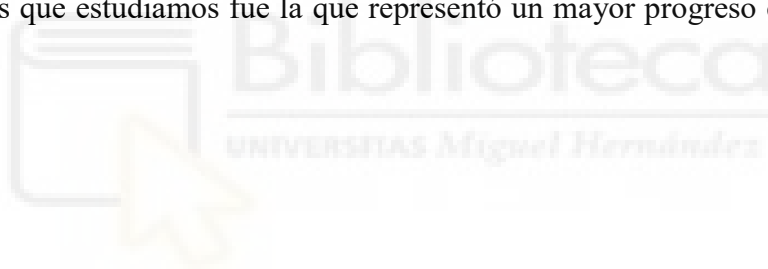 s que estudiamos fue la que representó un mayor progreso
Biblioteca
UNIVERSITAS Miguel Hernández